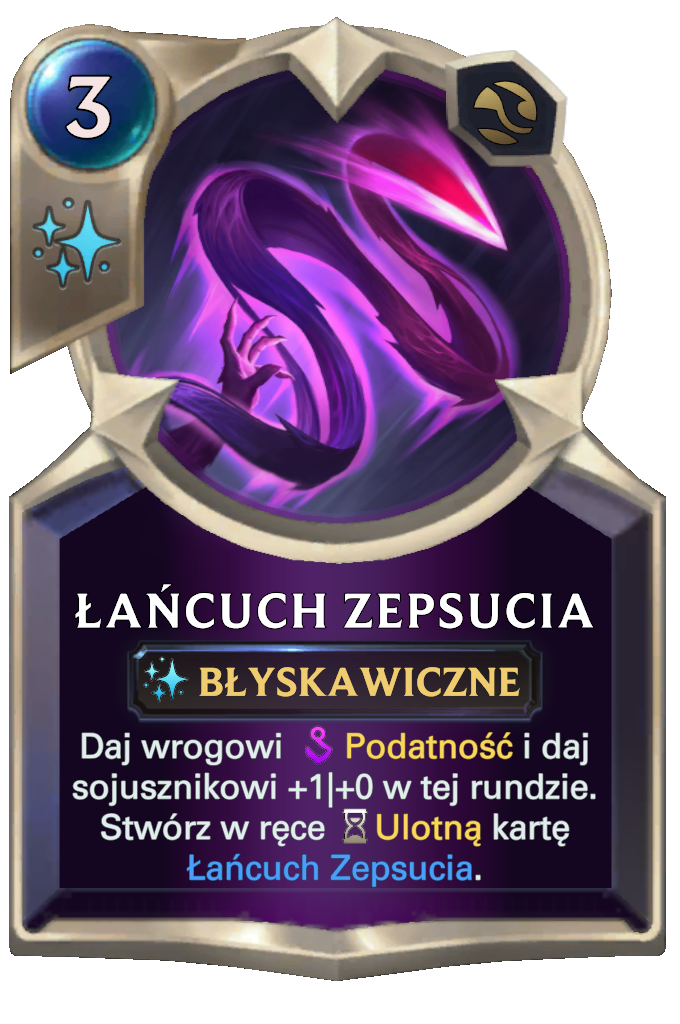 3
ŁAŃCUCH ZEPSUCIA
BŁYSKAWICZNE
Daj wrogowi Podatność i daj
sojusznikowi +1|+0 w tej rundzie.
Stwórz w ręce Ulotną kartę
Łańcuch Zepsucia.